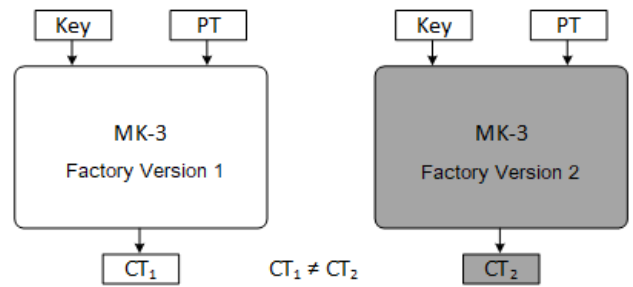 Key PT Key PT
MK-3 MK-3
Factory Version 1 Factory Version 2
CT₁ CT₁ ≠ CT₂ CT₂